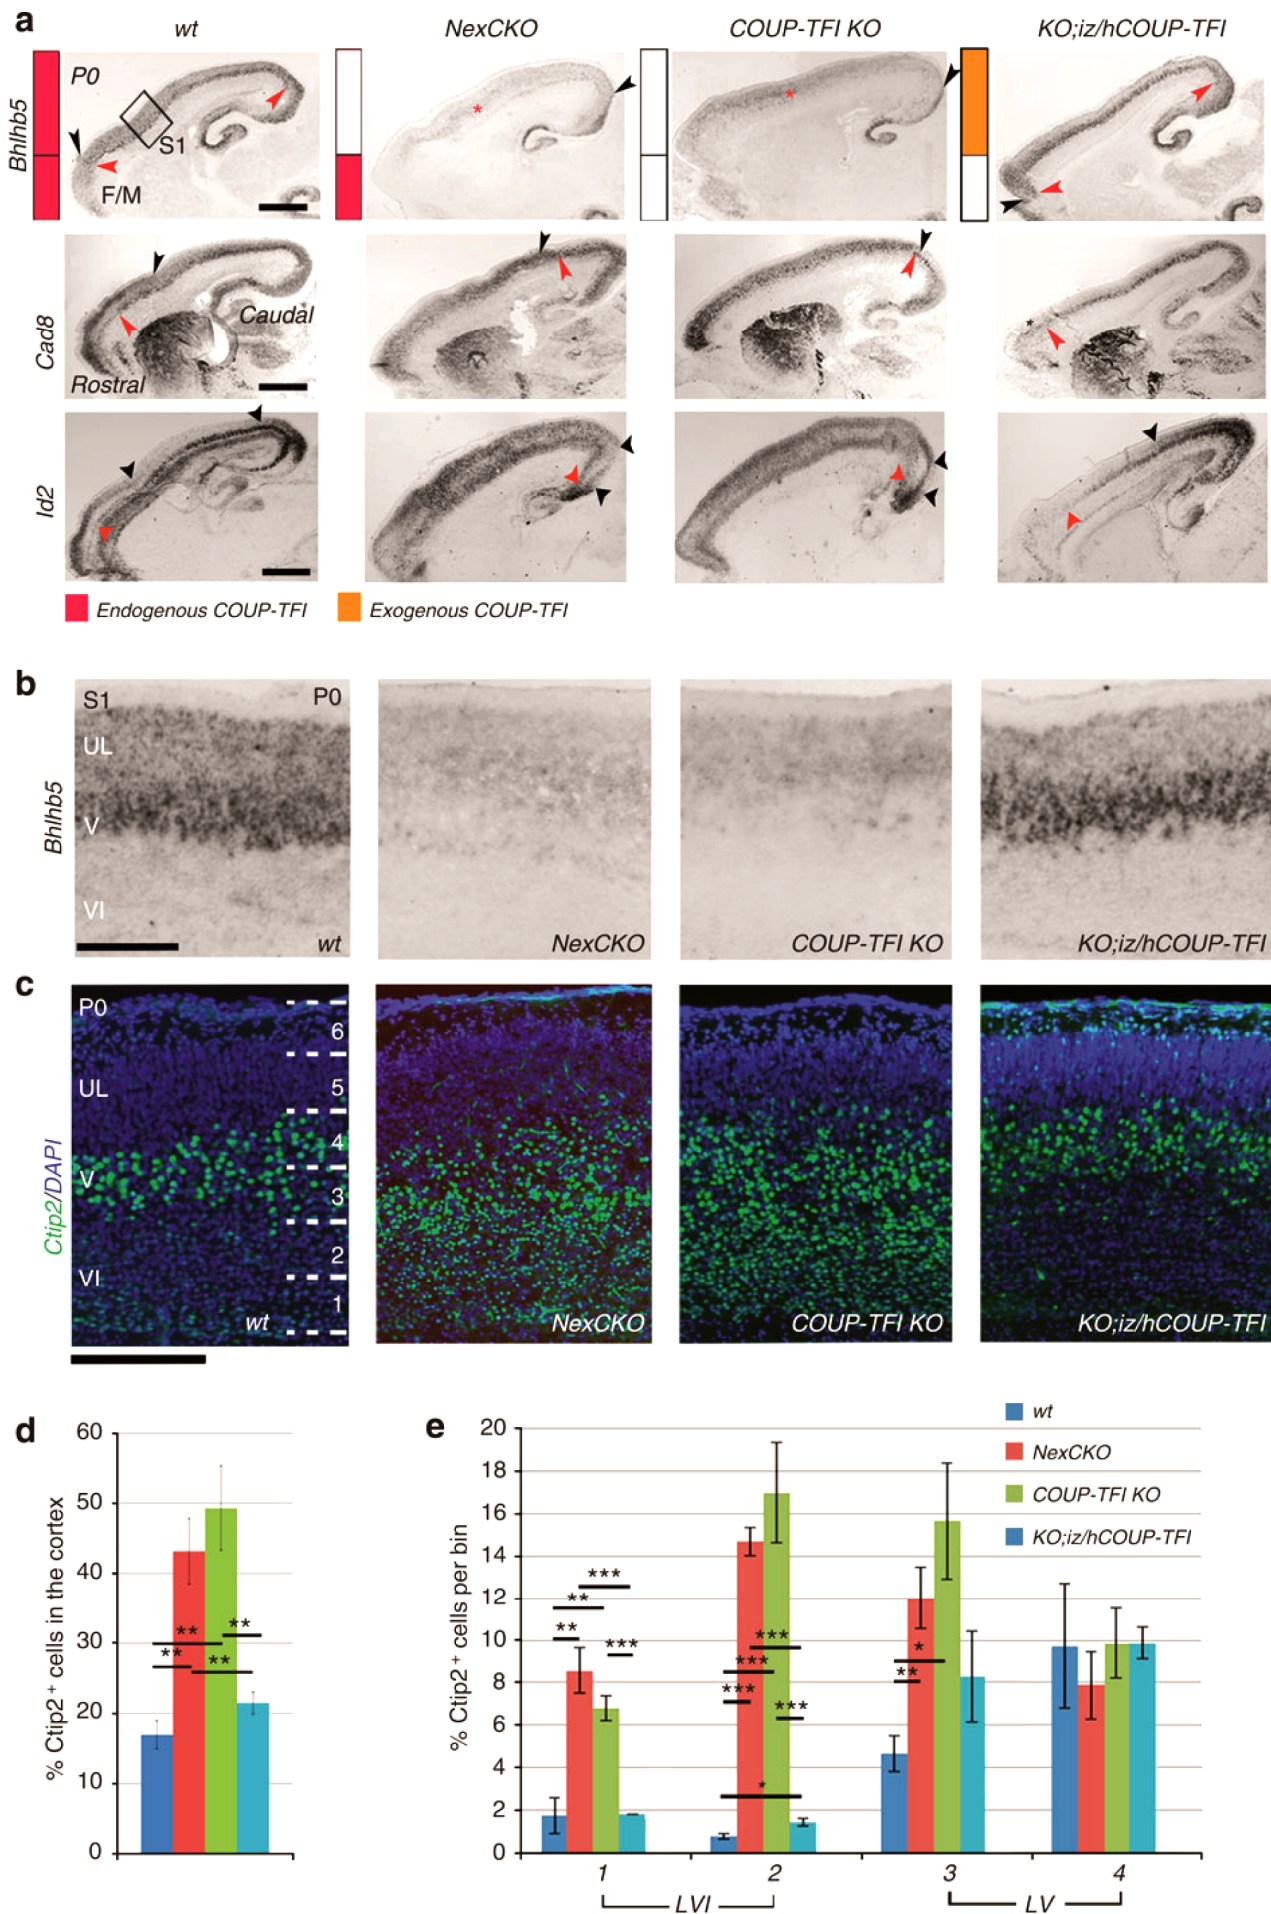 a
wt NexCKO COUP-TFI KO KO;iz/hCOUP-TFI
Bhlhb5
P0
S1
F/M
*
*
Cad8
Caudal
Rostral
*
Id2
Endogenous COUP-TFI Exogenous COUP-TFI
b
Bhlhb5
S1 P0
UL
V
VI
wt NexCKO COUP-TFI KO KO;iz/hCOUP-TFI
c
Ctip2/DAPI
P0
6
UL 5
4
V
3
2
VI
1
wt NexCKO COUP-TFI KO KO;iz/hCOUP-TFI
d
% Ctip2+ cells in the cortex
60
50
40
30
20
10
0
** **
** **
e
% Ctip2+ cells per bin
20
18
16
14
12
10
8
6
4
2
0
wt
NexCKO
COUP-TFI KO
KO;iz/hCOUP-TFI
***
**
** ***
***
***
*** ***
*
*
**
1 2 3 4
LVI LV